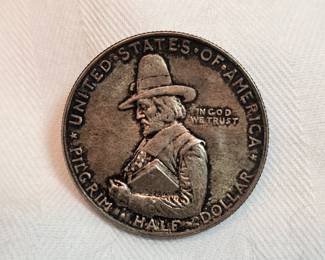 UNITED·STATES·OF·AMERICA
IN GOD
WE TRUST
PILGRIM HALF DOLLAR